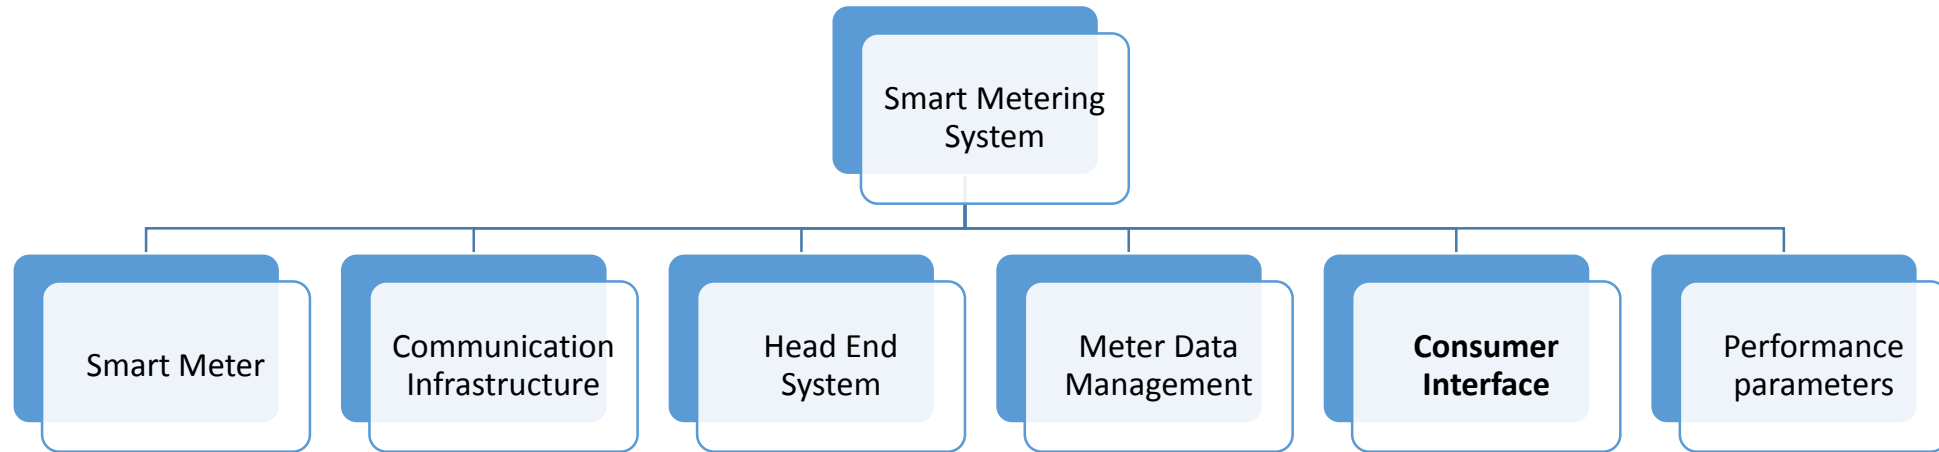 Smart Metering
System
Smart Meter
Communication
Infrastructure
Head End
System
Meter Data
Management
Consumer
Interface
Performance
parameters